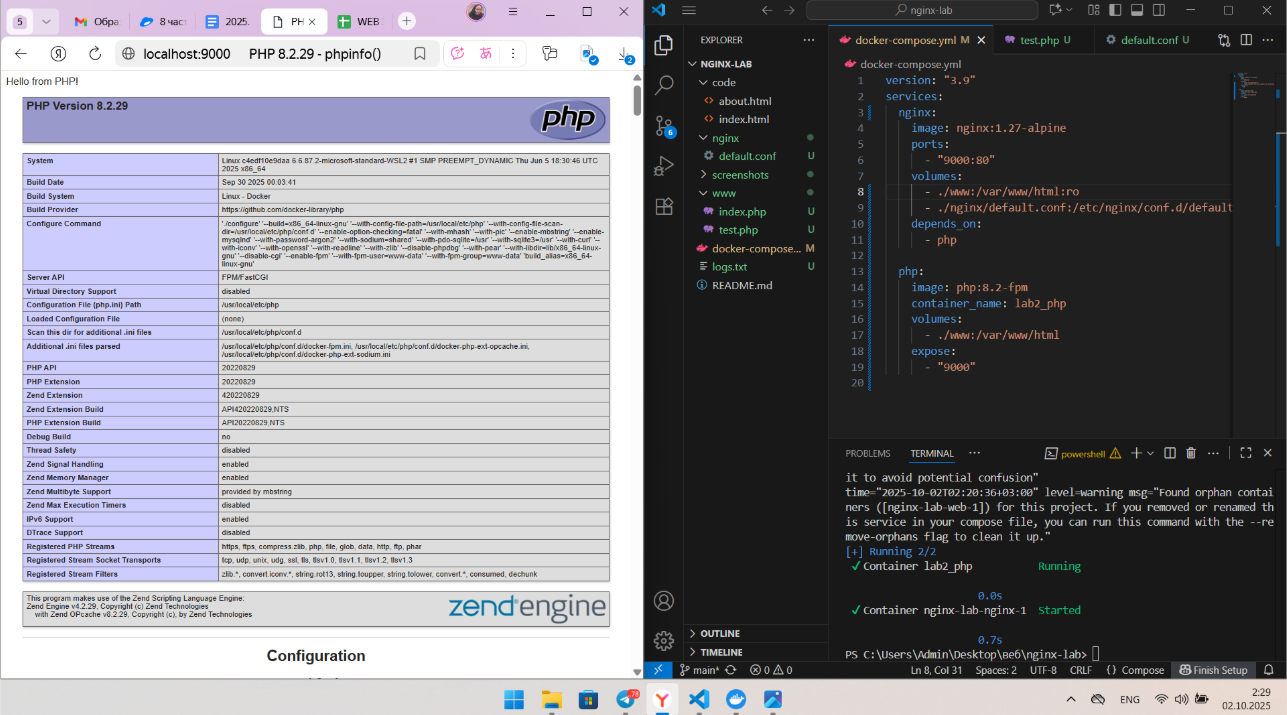 5
Обра
8 част
2025.
PH
WEB
localhost:9000 PHP 8.2.29 - phpinfo()
2
Hello from PHP!
PHP Version 8.2.29
php
System Linux c4edf10e9daa 6.6.87.2-microsoft-standard-WSL2 #1 SMP PREEMPT_DYNAMIC Thu Jun 5 18:30:46 UTC
2025 x86_64
Build Date Sep 30 2025 00:03:41
Build System Linux - Docker
Build Provider https://github.com/docker-library/php
Configure Command './configure' '--build=x86_64-linux-gnu' '--with-config-file-path=/usr/local/etc/php' '--with-config-file-scan-
dir=/usr/local/etc/php/conf.d' '--enable-option-checking=fatal' '--with-mhash' '--with-pic' '--enable-mbstring' '--enable-
mysqlnd' '--with-password-argon2' '--with-sodium=shared' '--with-pdo-sqlite=/usr' '--with-sqlite3=/usr' '--with-curl' '--
with-iconv' '--with-openssl' '--with-readline' '--with-zlib' '--disable-phpdbg' '--with-pear' '--with-libdir=lib/x86_64-linux-
gnu' '--disable-cgi' '--enable-fpm' '--with-fpm-user=www-data' '--with-fpm-group=www-data' 'build_alias=x86_64-
linux-gnu'
Server API FPM/FastCGI
Virtual Directory Support disabled
Configuration File (php.ini) Path /usr/local/etc/php
Loaded Configuration File (none)
Scan this dir for additional .ini files /usr/local/etc/php/conf.d
Additional .ini files parsed /usr/local/etc/php/conf.d/docker-fpm.ini, /usr/local/etc/php/conf.d/docker-php-ext-opcache.ini,
/usr/local/etc/php/conf.d/docker-php-ext-sodium.ini
PHP API 20220829
PHP Extension 20220829
Zend Extension 420220829
Zend Extension Build API420220829,NTS
PHP Extension Build API20220829,NTS
Debug Build no
Thread Safety disabled
Zend Signal Handling enabled
Zend Memory Manager enabled
Zend Multibyte Support provided by mbstring
Zend Max Execution Timers disabled
IPv6 Support enabled
DTrace Support disabled
Registered PHP Streams https, ftps, compress.zlib, php, file, glob, data, http, ftp, phar
Registered Stream Socket Transports tcp, udp, unix, udg, ssl, tls, tlsv1.0, tlsv1.1, tlsv1.2, tlsv1.3
Registered Stream Filters zlib.*, convert.iconv.*, string.rot13, string.toupper, string.tolower, convert.*, consumed, dechunk
This program makes use of the Zend Scripting Language Engine:
Zend Engine v4.2.29, Copyright (c) Zend Technologies
with Zend OPcache v8.2.29, Copyright (c), by Zend Technologies
zend engine
Configuration
nginx-lab
EXPLORER
NGINX-LAB
code
about.html
index.html
nginx
default.conf U
screenshots
www
index.php U
test.php U
docker-compose... M
logs.txt U
README.md
OUTLINE
TIMELINE
6
docker-compose.yml M
test.php U
default.conf U
docker-compose.yml
1 version: "3.9"
2 services:
3 nginx:
4 image: nginx:1.27-alpine
5 ports:
6 - "9000:80"
7 volumes:
8 - ./www:/var/www/html:ro
9 - ./nginx/default.conf:/etc/nginx/conf.d/default
10 depends_on:
11 - php
12
13 php:
14 image: php:8.2-fpm
15 container_name: lab2_php
16 volumes:
17 - ./www:/var/www/html
18 expose:
19 - "9000"
20
PROBLEMS TERMINAL powershell
it to avoid potential confusion"
time="2025-10-02T02:20:36+03:00" level=warning msg="Found orphan contai
ners ([nginx-lab-web-1]) for this project. If you removed or renamed th
is service in your compose file, you can run this command with the --re
move-orphans flag to clean it up."
[+] Running 2/2
✔Container lab2_php Running
0.0s
✔Container nginx-lab-nginx-1 Started
0.7s
PS C:\Users\Admin\Desktop\веб\nginx-lab>
main* 0 0 Ln 8, Col 31 Spaces: 2 UTF-8 CRLF {} Compose Finish Setup
78
ENG
2:29
02.10.2025